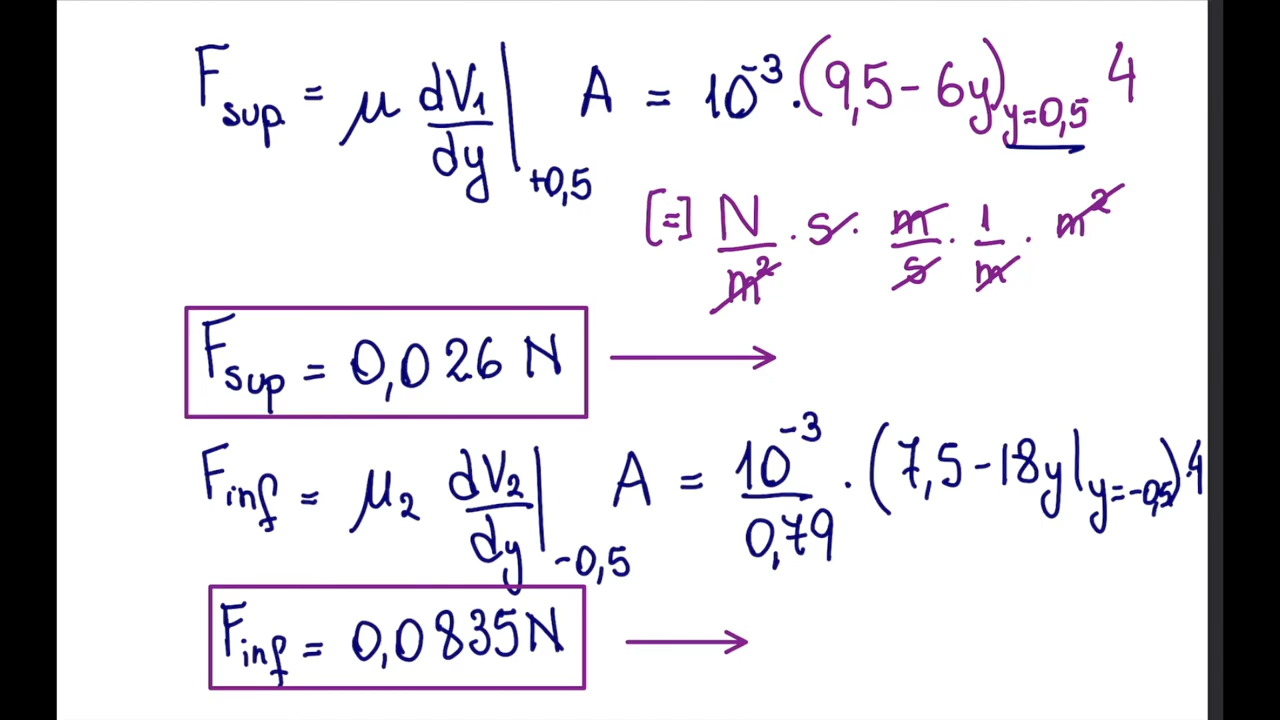 F_sup = μ dV₁/dy |₊₀,₅ A = 10⁻³ · (9,5 - 6y)_y=0,5 4
[=] N/m² · s · m/s · 1/m · m²
F_sup = 0,026 N
F_inf = μ₂ dV₂/dy |₋₀,₅ A = 10⁻³/0,79 · (7,5 - 18y|_y=-0,5) · 4
F_inf = 0,0835 N